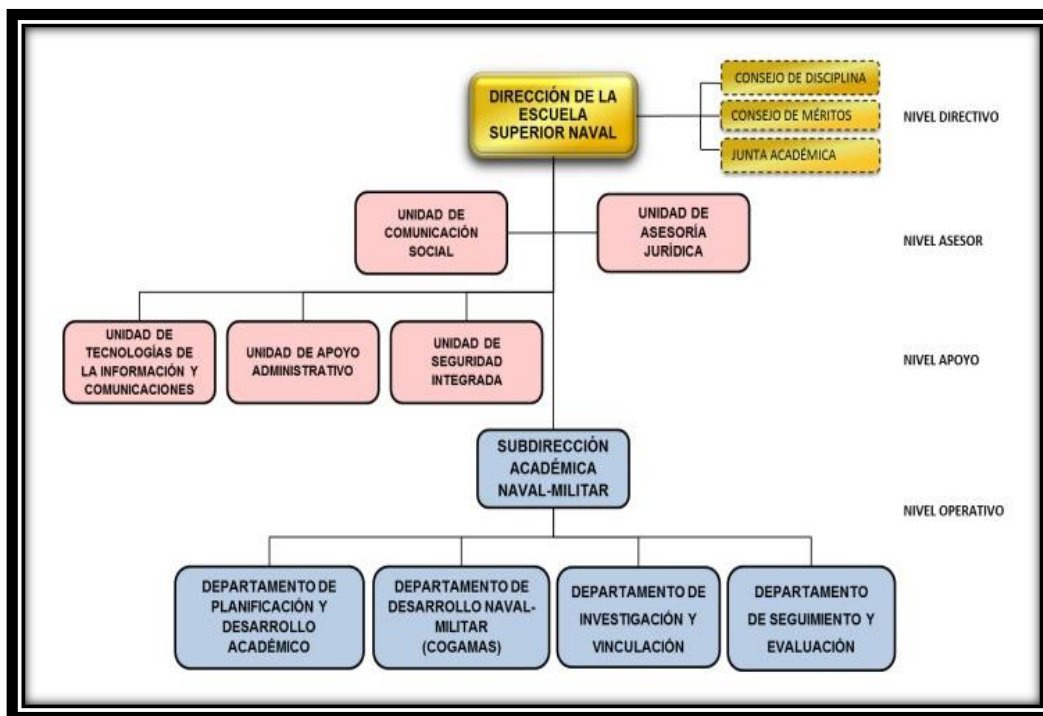 DIRECCIÓN DE LA
ESCUELA
SUPERIOR NAVAL
CONSEJO DE DISCIPLINA
CONSEJO DE MÉRITOS
JUNTA ACADÉMICA
NIVEL DIRECTIVO
UNIDAD DE
COMUNICACIÓN
SOCIAL
UNIDAD DE
ASESORÍA
JURÍDICA
NIVEL ASESOR
UNIDAD DE
TECNOLOGÍAS DE
LA INFORMACIÓN Y
COMUNICACIONES
UNIDAD DE APOYO
ADMINISTRATIVO
UNIDAD DE
SEGURIDAD
INTEGRADA
NIVEL APOYO
SUBDIRECCIÓN
ACADÉMICA
NAVAL-MILITAR
NIVEL OPERATIVO
DEPARTAMENTO DE
PLANIFICACIÓN Y
DESARROLLO
ACADÉMICO
DEPARTAMENTO DE
DESARROLLO NAVAL-
MILITAR
(COGAMAS)
DEPARTAMENTO DE
INVESTIGACIÓN Y
VINCULACIÓN
DEPARTAMENTO
DE SEGUIMIENTO Y
EVALUACIÓN